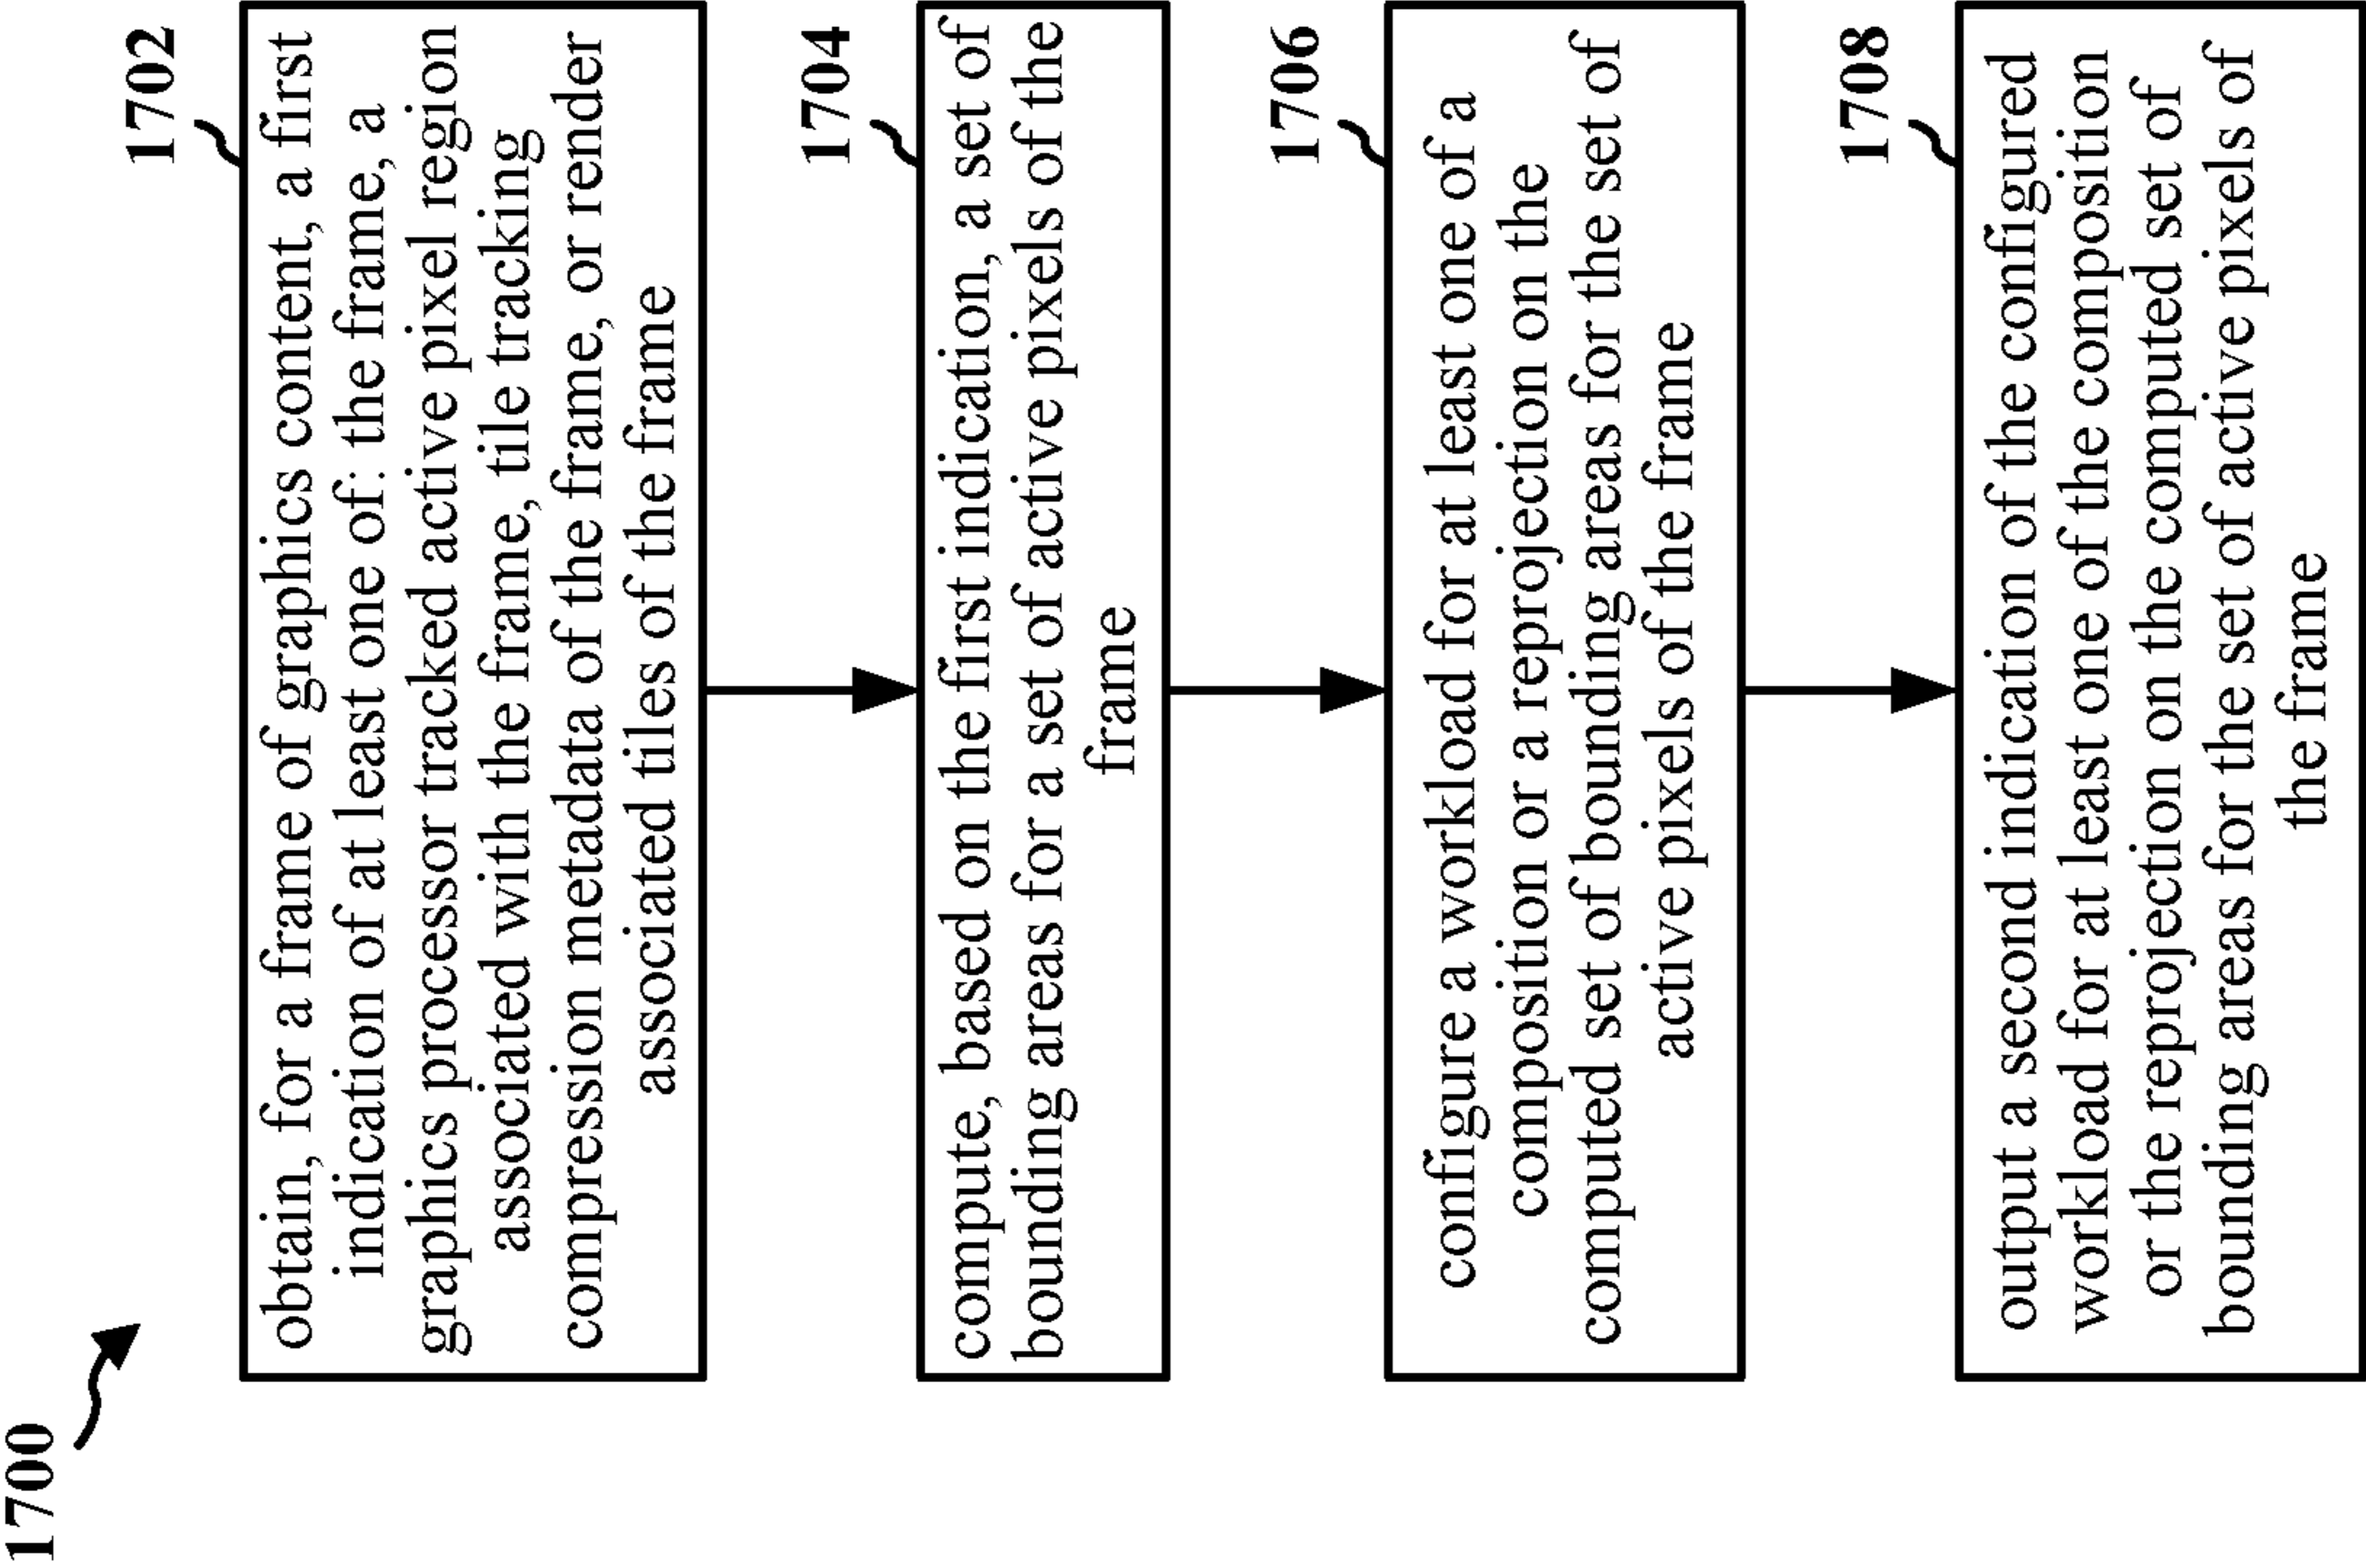 1700
1702
obtain, for a frame of graphics content, a first
indication of at least one of: the frame, a
graphics processor tracked active pixel region
associated with the frame, tile tracking
compression metadata of the frame, or render
associated tiles of the frame
1704
compute, based on the first indication, a set of
bounding areas for a set of active pixels of the
frame
1706
configure a workload for at least one of a
composition or a reprojection on the
computed set of bounding areas for the set of
active pixels of the frame
1708
output a second indication of the configured
workload for at least one of the composition
or the reprojection on the computed set of
bounding areas for the set of active pixels of
the frame